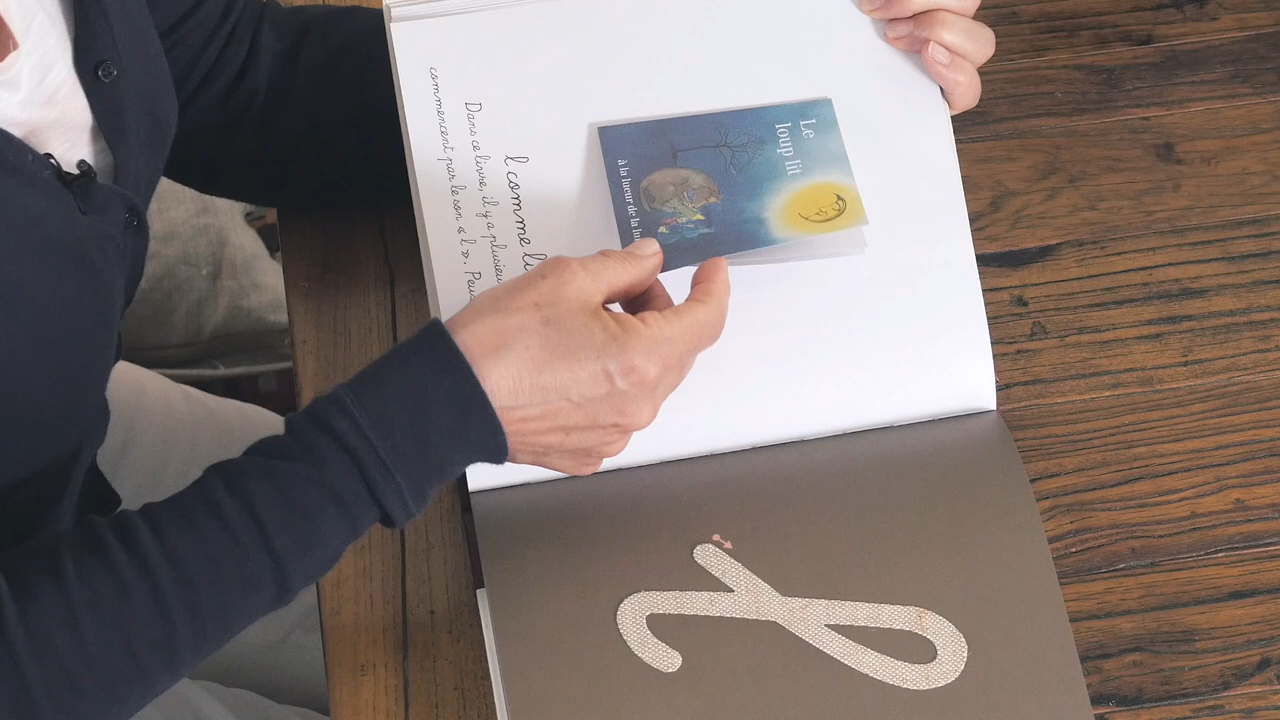 Le
loup lit
à la lueur de la
l comme
Dans ce livre, il y a
commencent par le son « l ».
l